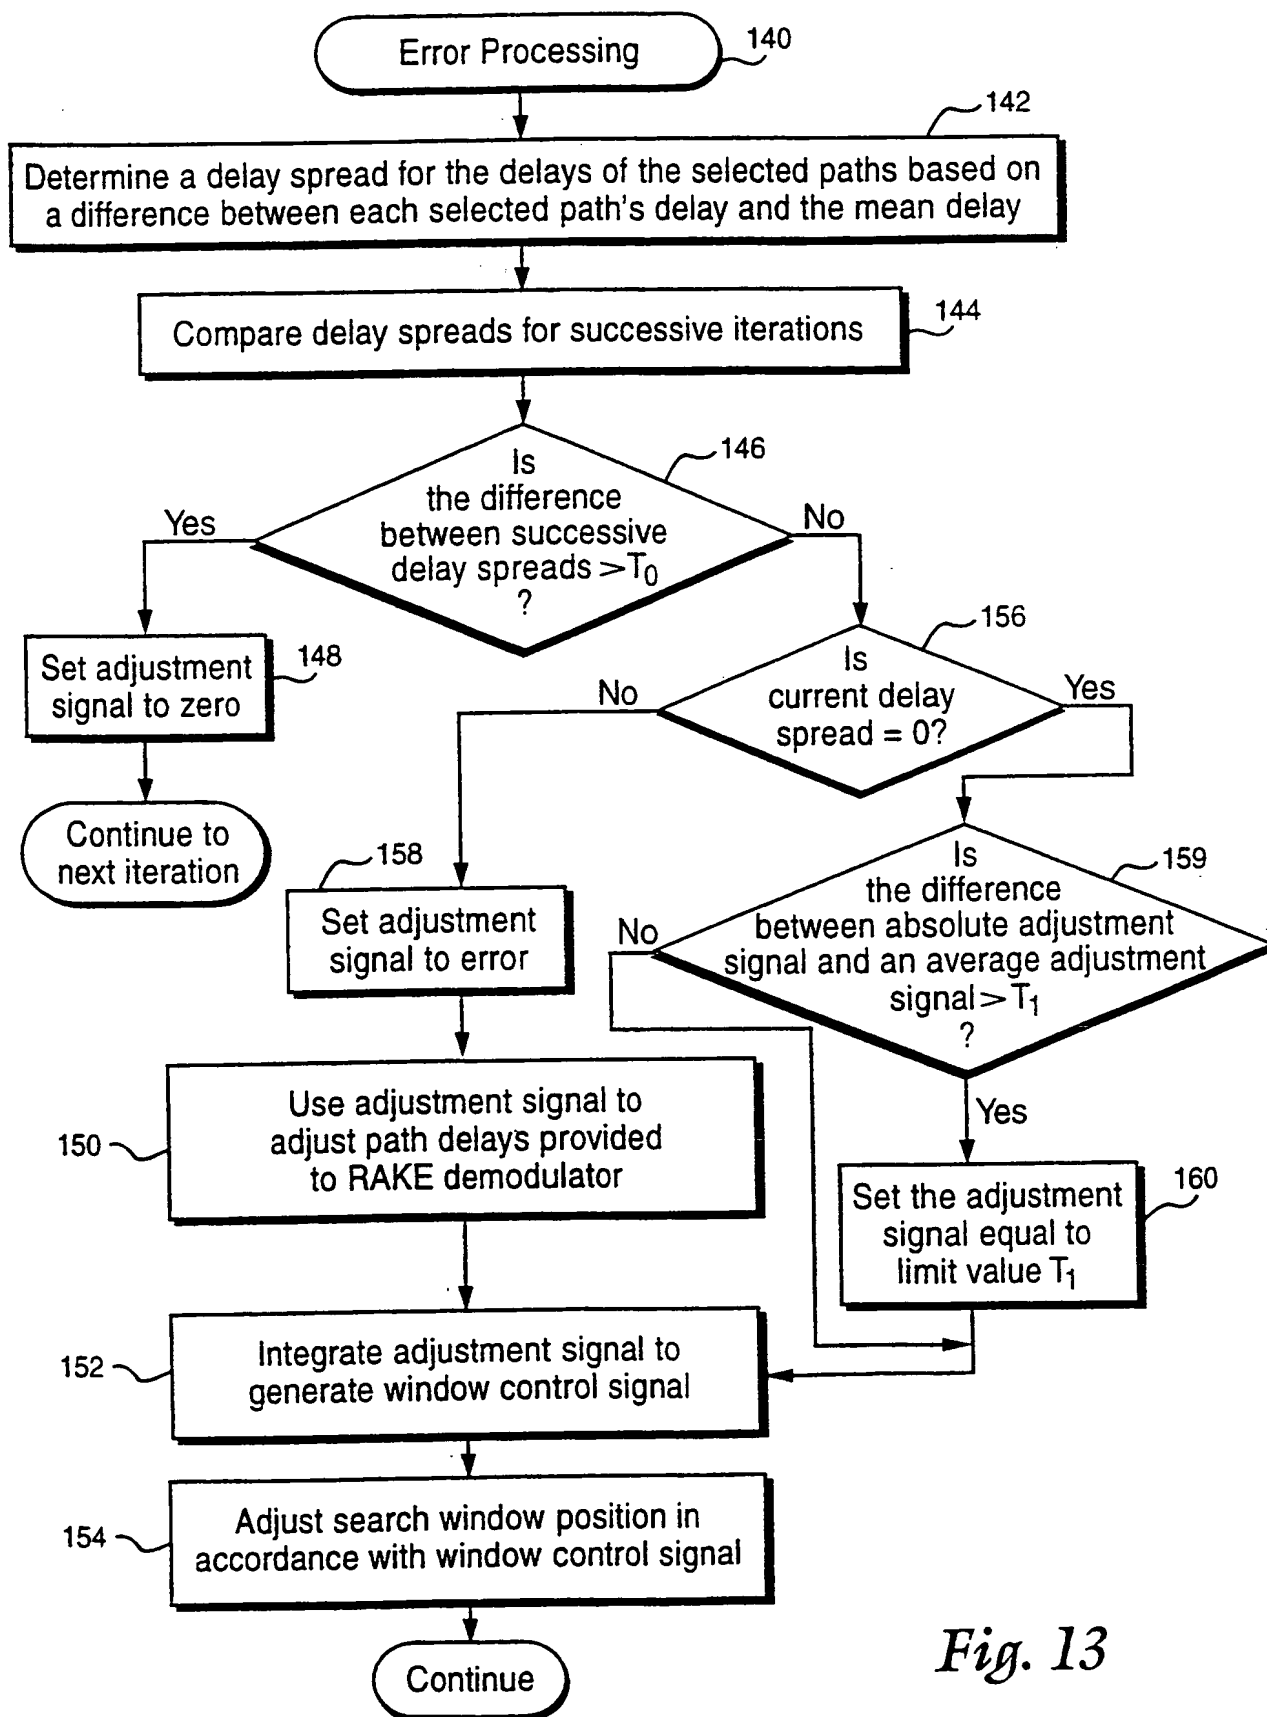 Error Processing
140
142
Determine a delay spread for the delays of the selected paths based on
a difference between each selected path's delay and the mean delay
Compare delay spreads for successive iterations
144
146
Is
the difference
between successive
delay spreads >T0
?
Yes
No
Set adjustment
signal to zero
148
Continue to
next iteration
156
Is
current delay
spread = 0?
No
Yes
158
Set adjustment
signal to error
159
Is
the difference
between absolute adjustment
signal and an average adjustment
signal >T1
?
No
Yes
150
Use adjustment signal to
adjust path delays provided
to RAKE demodulator
160
Set the adjustment
signal equal to
limit value T1
152
Integrate adjustment signal to
generate window control signal
154
Adjust search window position in
accordance with window control signal
Continue
Fig. 13